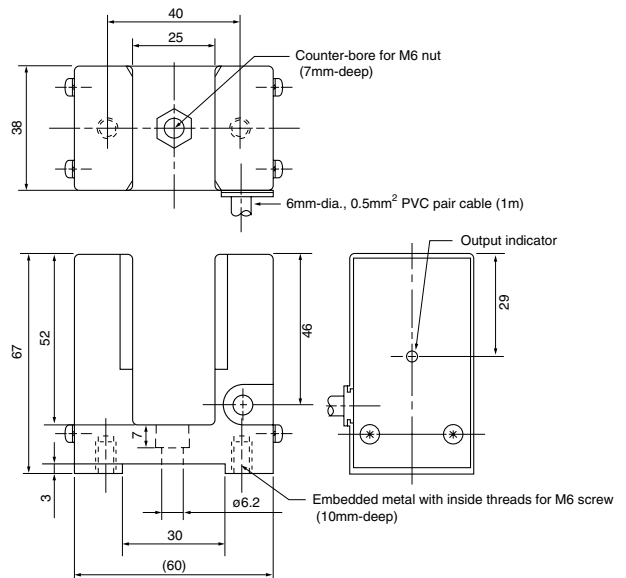 40
25
Counter-bore for M6 nut
(7mm-deep)
38
6mm-dia., 0.5mm² PVC pair cable (1m)
Output indicator
67
52
46
29
7
3
ø6.2
Embedded metal with inside threads for M6 screw
(10mm-deep)
30
(60)